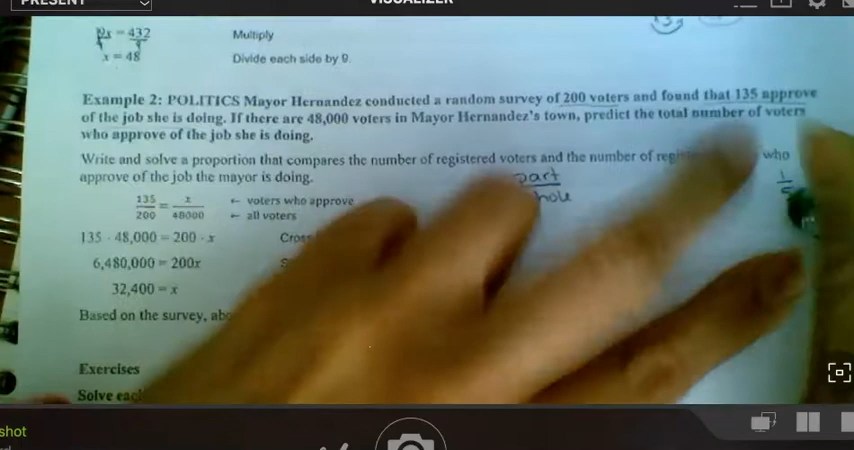 PRESENT
VISUALIZER
9x = 432 Multiply
x = 48 Divide each side by 9.
Example 2: POLITICS Mayor Hernandez conducted a random survey of 200 voters and found that 135 approve
of the job she is doing. If there are 48,000 voters in Mayor Hernandez's town, predict the total number of voters
who approve of the job she is doing.
Write and solve a proportion that compares the number of registered voters and the number of who
approve of the job the mayor is doing.
part
135/200 = x/48000 ← voters who approve
← all voters
135 · 48,000 = 200 · x
6,480,000 = 200x
32,400 = x
Based on the survey,
Exercises
Solve